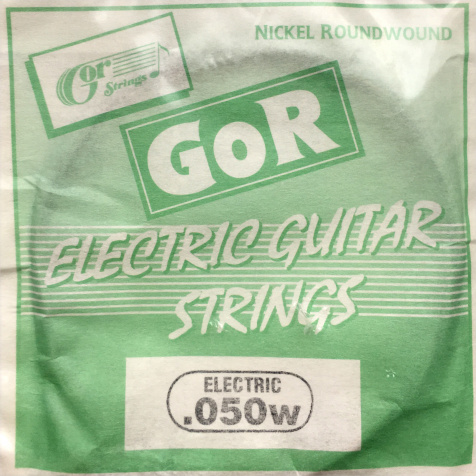 NICKEL ROUNDWOUND
Gor
Strings
GOR
ELECTRIC GUITAR
STRINGS
ELECTRIC
.050w